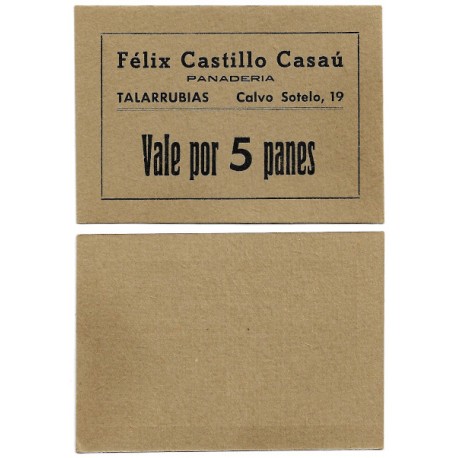 Félix Castillo Casaú
PANADERIA
TALARRUBIAS Calvo Sotelo, 19
Vale por 5 panes